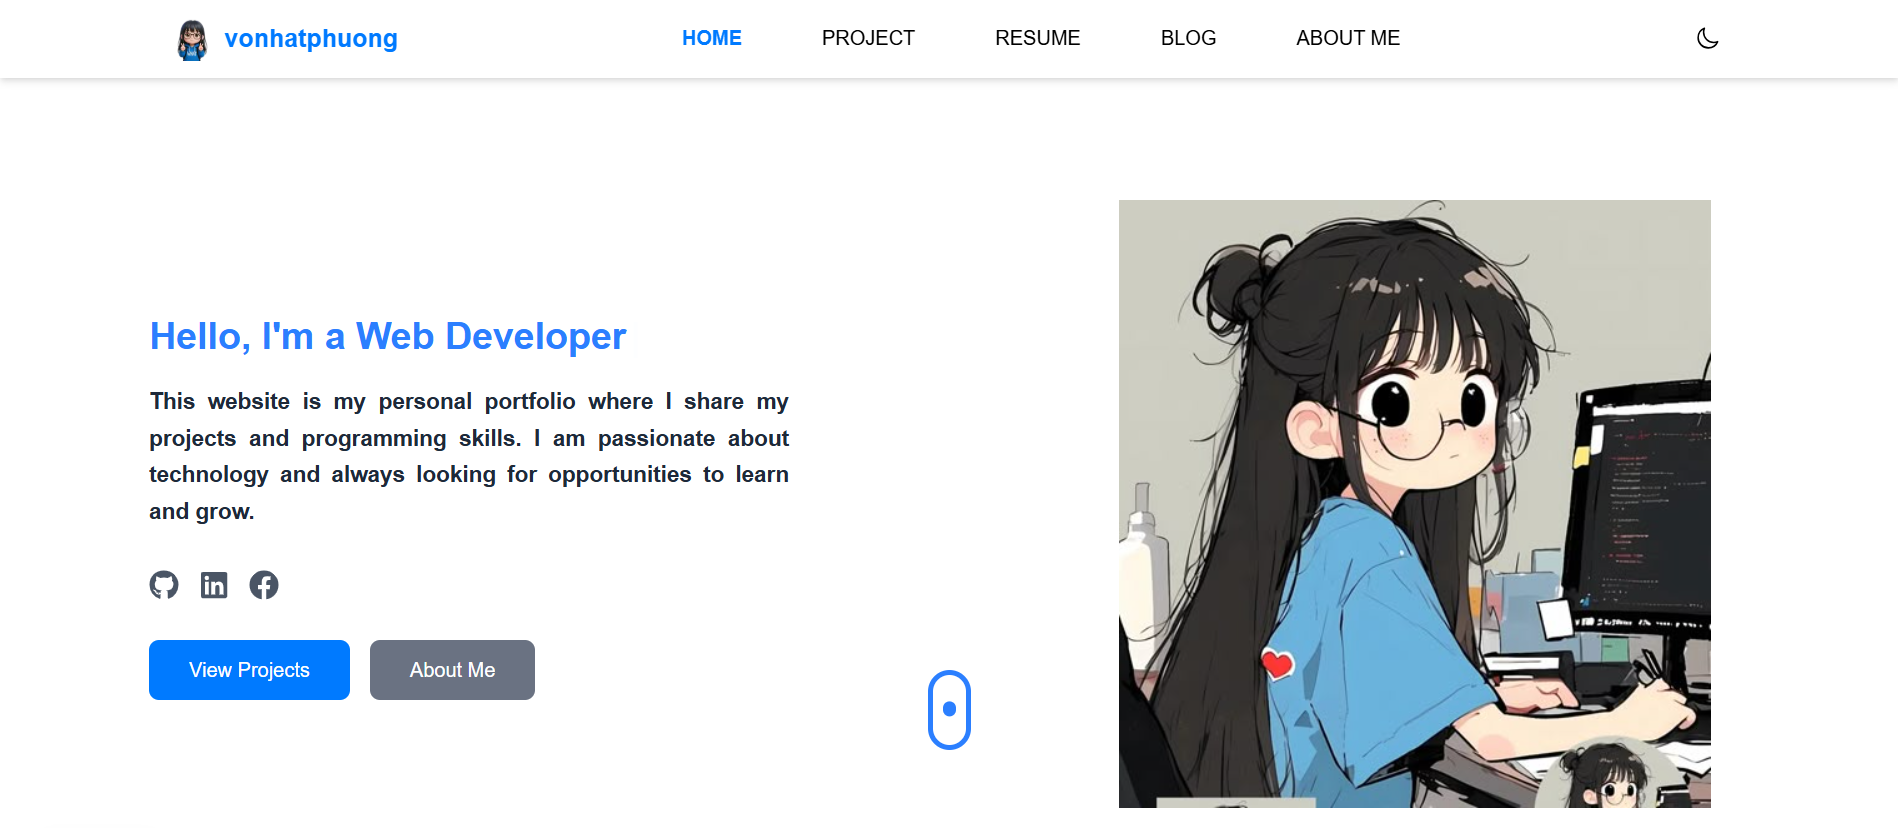 vonhatphuong
HOME
PROJECT
RESUME
BLOG
ABOUT ME
Hello, I'm a Web Developer
This website is my personal portfolio where I share my
projects and programming skills. I am passionate about
technology and always looking for opportunities to learn
and grow.
View Projects
About Me